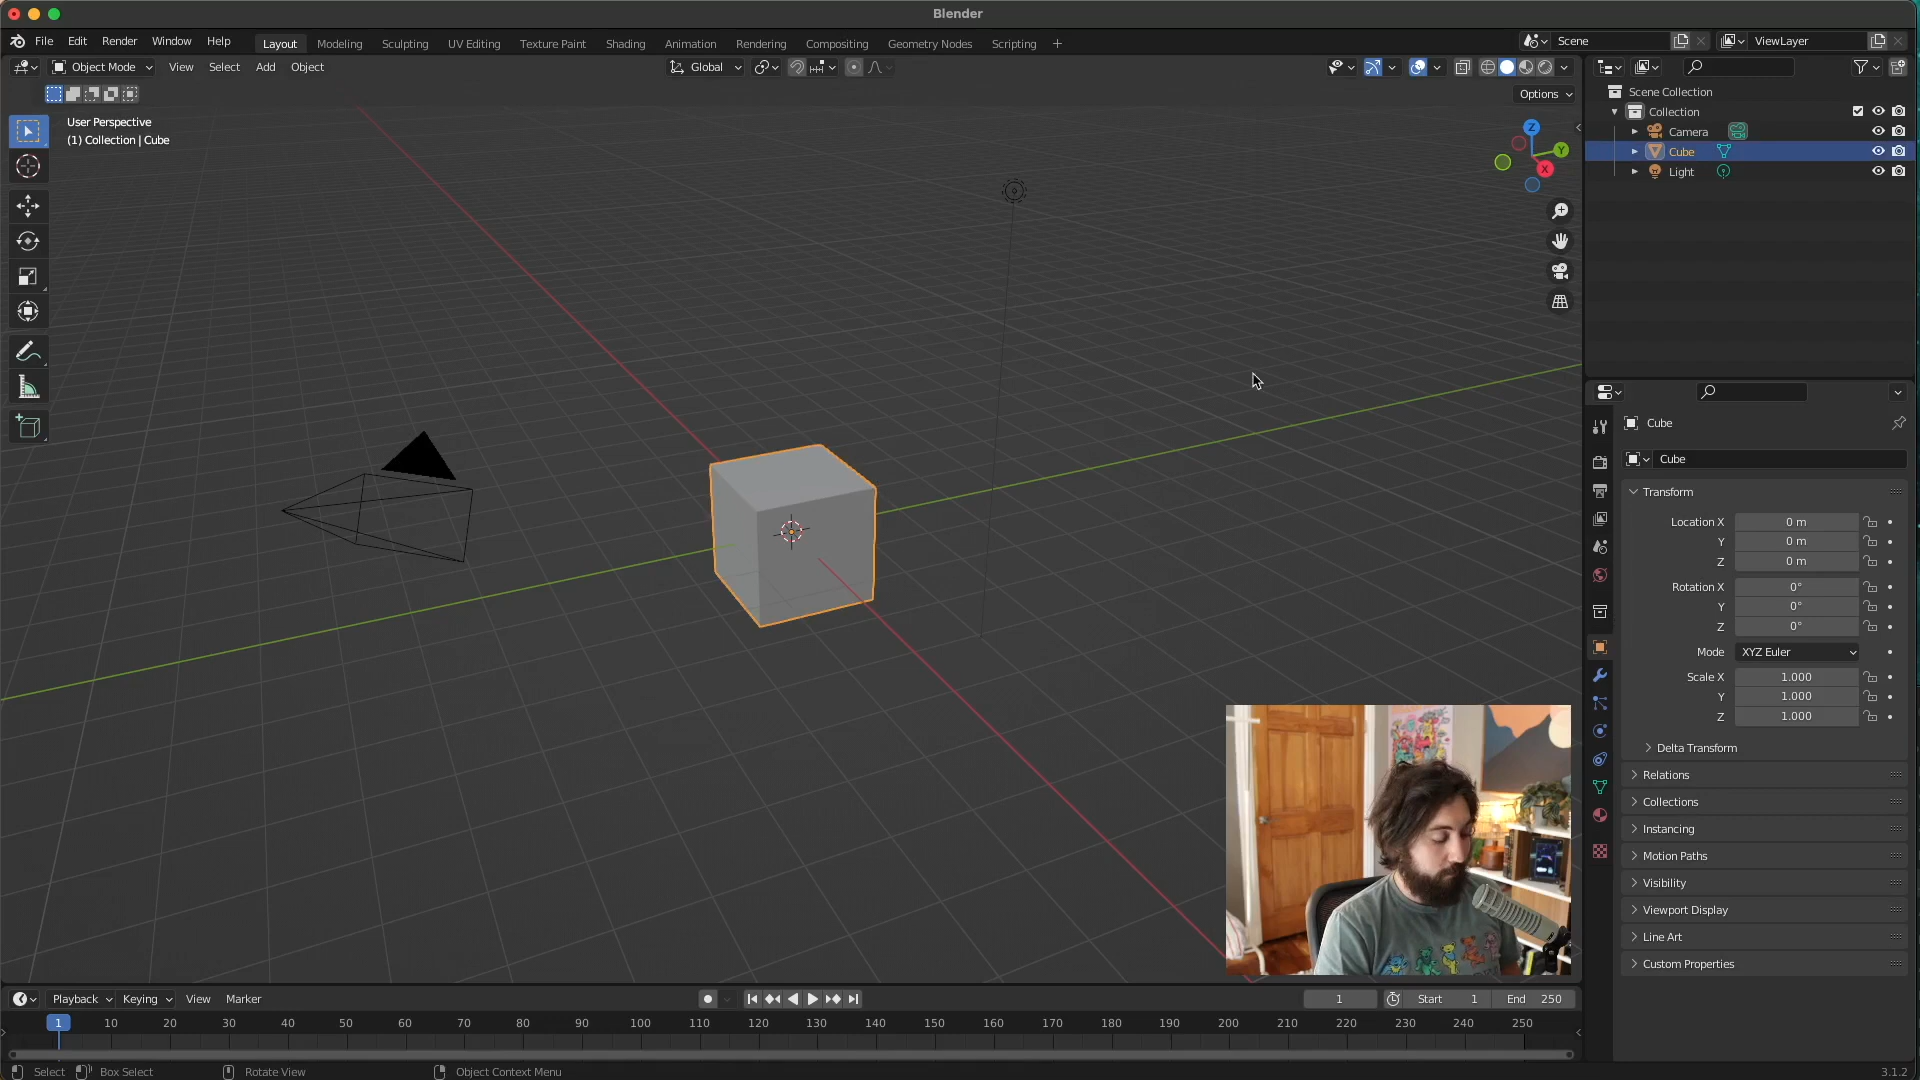 Blender
File Edit Render Window Help
Layout Modeling Sculpting UV Editing Texture Paint Shading Animation Rendering Compositing Geometry Nodes Scripting +
Scene
ViewLayer
Object Mode View Select Add Object
Global
Options
User Perspective
(1) Collection | Cube
Z
Y
X
Scene Collection
Collection
Camera
Cube
Light
Cube
Cube
Transform
Location X 0 m
Y 0 m
Z 0 m
Rotation X 0°
Y 0°
Z 0°
Mode XYZ Euler
Scale X 1.000
Y 1.000
Z 1.000
Delta Transform
Relations
Collections
Instancing
Motion Paths
Visibility
Viewport Display
Line Art
Custom Properties
Playback Keying View Marker
1 Start 1 End 250
1 10 20 30 40 50 60 70 80 90 100 110 120 130 140 150 160 170 180 190 200 210 220 230 240 250
Select Box Select Rotate View Object Context Menu
3.1.2